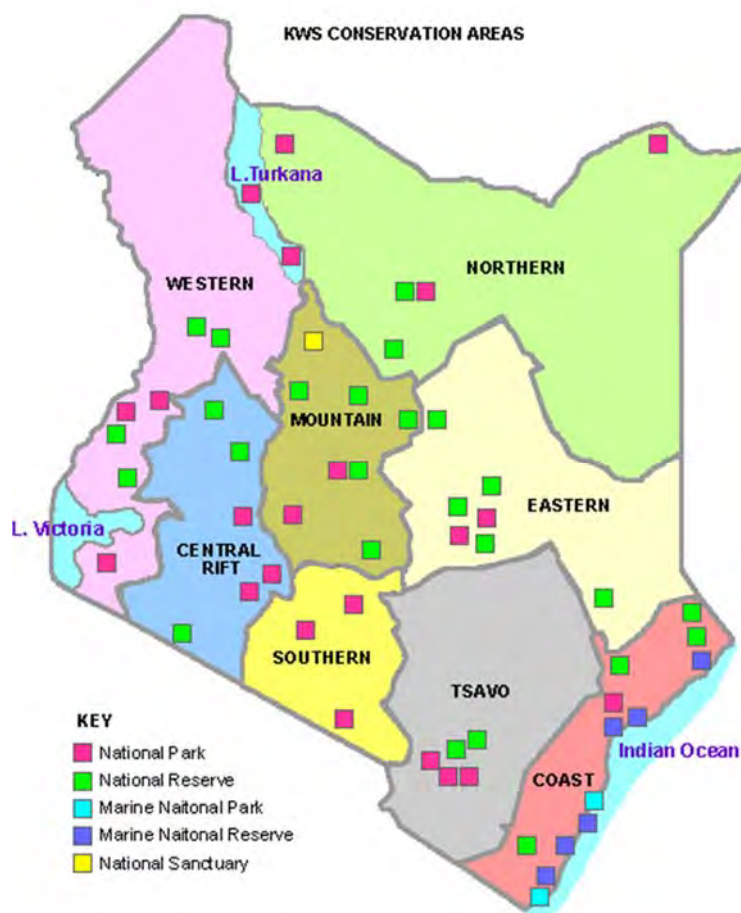 KWS CONSERVATION AREAS
L.Turkana
NORTHERN
WESTERN
MOUNTAIN
EASTERN
L. Victoria
CENTRAL
RIFT
SOUTHERN
TSAVO
KEY
National Park
National Reserve
Marine Naitonal Park
Marine Naitonal Reserve
National Sanctuary
Indian Ocean
COAST